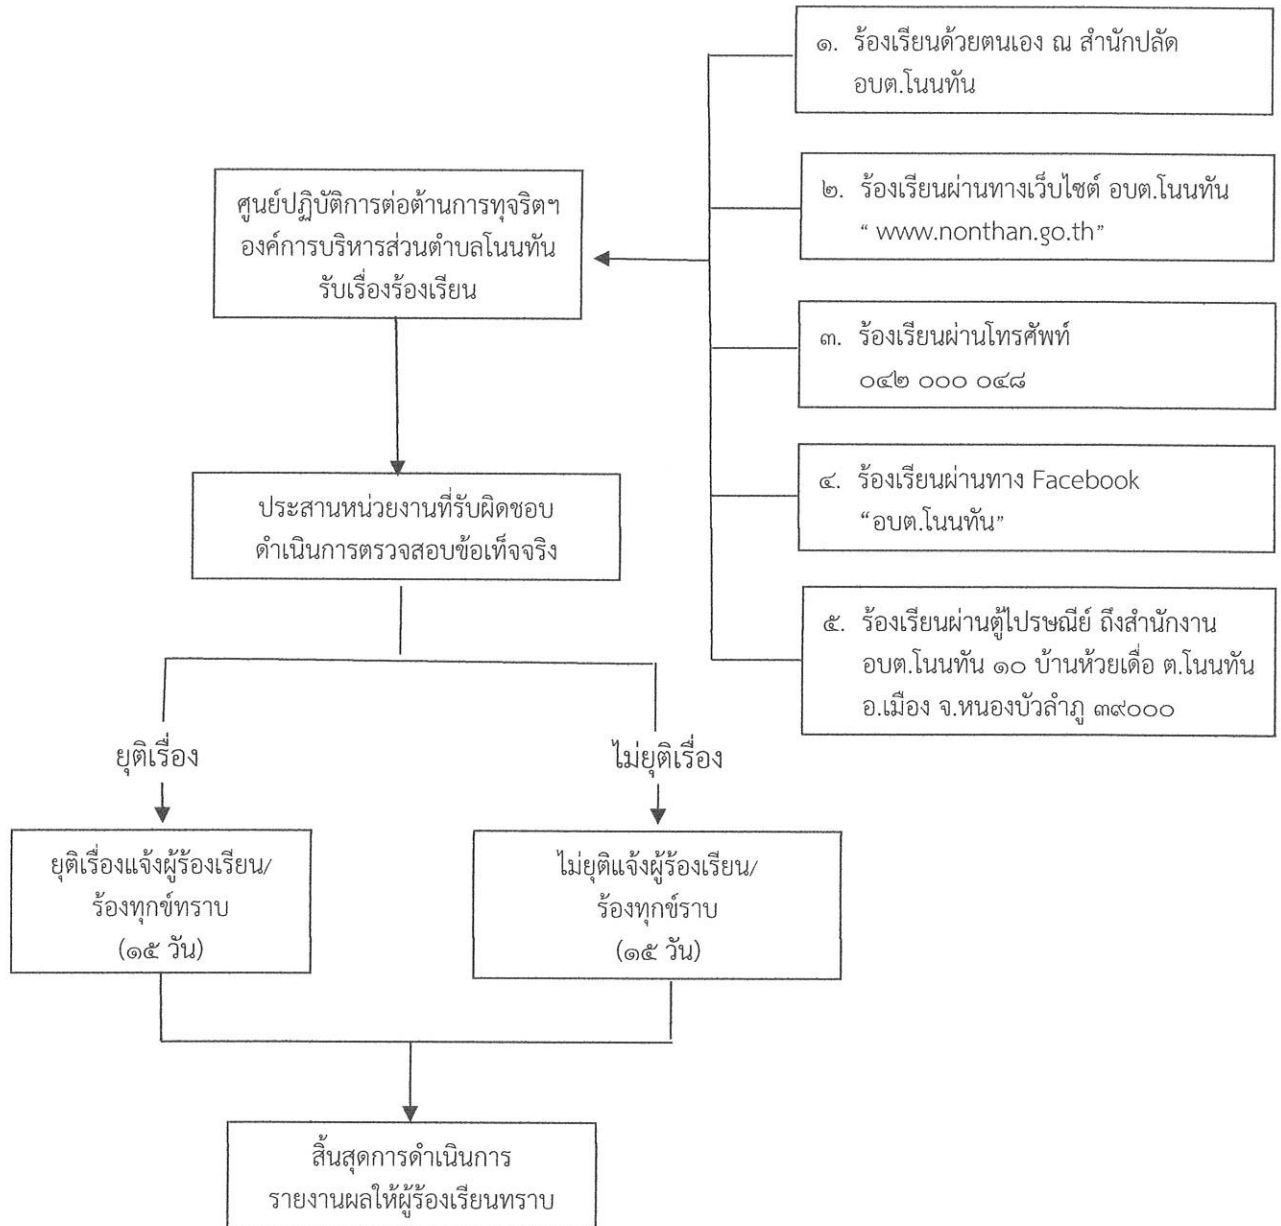 ๑. ร้องเรียนด้วยตนเอง ณ สำนักปลัด
อบต.โนนทัน
๒. ร้องเรียนผ่านทางเว็บไซต์ อบต.โนนทัน
“ www.nonthan.go.th”
๓. ร้องเรียนผ่านโทรศัพท์
๐๔๒ ๐๐๐ ๐๔๘
๔. ร้องเรียนผ่านทาง Facebook
“อบต.โนนทัน”
๕. ร้องเรียนผ่านตู้ไปรษณีย์ ถึงสำนักงาน
อบต.โนนทัน ๑๐ บ้านห้วยเดื่อ ต.โนนทัน
อ.เมือง จ.หนองบัวลำภู ๓๙๐๐๐
ศูนย์ปฏิบัติการต่อต้านการทุจริตฯ
องค์การบริหารส่วนตำบลโนนทัน
รับเรื่องร้องเรียน
ประสานหน่วยงานที่รับผิดชอบ
ดำเนินการตรวจสอบข้อเท็จจริง
ยุติเรื่อง
ไม่ยุติเรื่อง
ยุติเรื่องแจ้งผู้ร้องเรียน/
ร้องทุกข์ทราบ
(๑๕ วัน)
ไม่ยุติแจ้งผู้ร้องเรียน/
ร้องทุกข์ราบ
(๑๕ วัน)
สิ้นสุดการดำเนินการ
รายงานผลให้ผู้ร้องเรียนทราบ